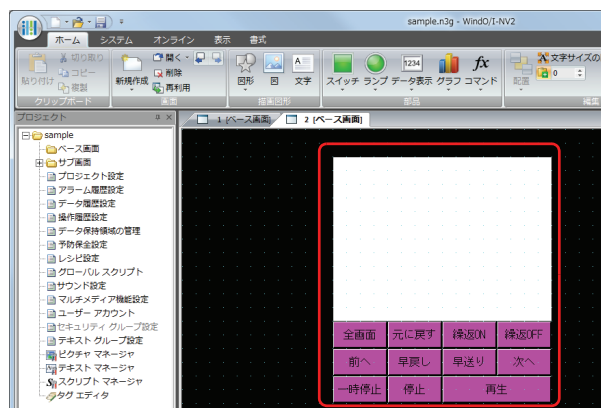 sample.n3g - WindO/I-NV2
ホーム システム オンライン 表示 書式
貼り付け
切り取り
コピー
複製
クリップボード
新規作成
開く
削除
再利用
画面
図形
図
文字
描画図形
スイッチ
ランプ
1234
データ表示
グラフ
fx
コマンド
部品
配置
文字サイズの
0
編集
プロジェクト
1 [ベース画面]
2 [ベース画面]
sample
ベース画面
サブ画面
プロジェクト設定
アラーム履歴設定
データ履歴設定
操作履歴設定
データ保持領域の管理
予防保全設定
レシピ設定
グローバル スクリプト
サウンド設定
マルチメディア機能設定
ユーザー アカウント
セキュリティ グループ設定
テキスト グループ設定
ピクチャ マネージャ
テキスト マネージャ
スクリプト マネージャ
タグ エディタ
全画面 元に戻す 繰返ON 繰返OFF
前へ 早戻し 早送り 次へ
一時停止 停止 再生